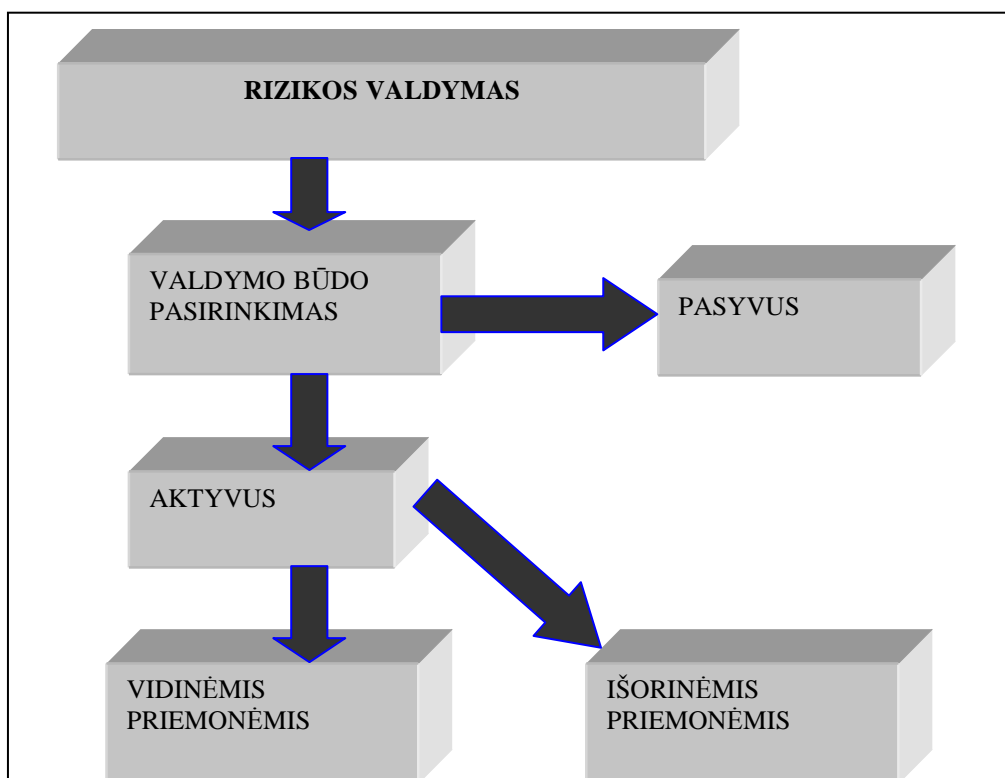 RIZIKOS VALDYMAS
VALDYMO BŪDO
PASIRINKIMAS
PASYVUS
AKTYVUS
VIDINĖMIS
PRIEMONĖMIS
IŠORINĖMIS
PRIEMONĖMIS